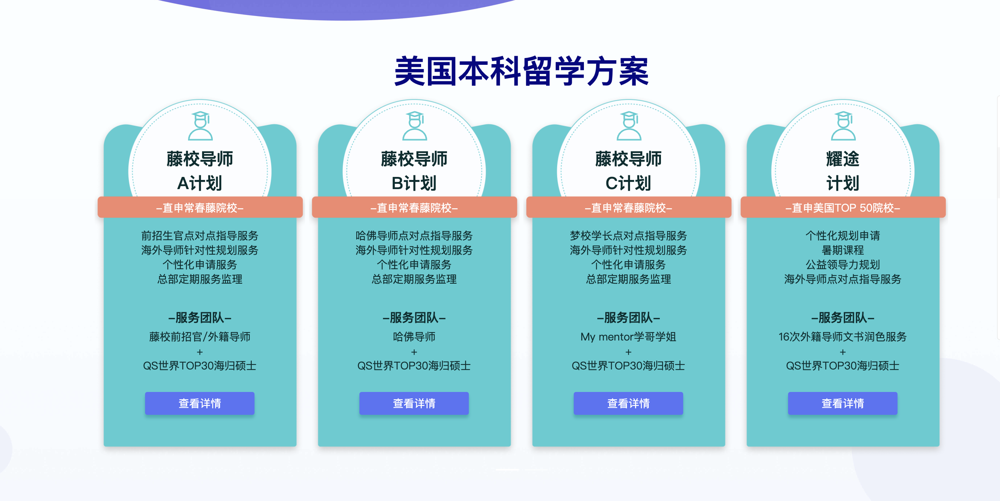 美国本科留学方案
藤校导师
A计划
–直申常春藤院校–
前招生官点对点指导服务
海外导师针对性规划服务
个性化申请服务
总部定期服务监理
–服务团队–
藤校前招官/外籍导师
+
QS世界TOP30海归硕士
查看详情
藤校导师
B计划
–直申常春藤院校–
哈佛导师点对点指导服务
海外导师针对性规划服务
个性化申请服务
总部定期服务监理
–服务团队–
哈佛导师
+
QS世界TOP30海归硕士
查看详情
藤校导师
C计划
–直申常春藤院校–
梦校学长点对点指导服务
海外导师针对性规划服务
个性化申请服务
总部定期服务监理
–服务团队–
My mentor学哥学姐
+
QS世界TOP30海归硕士
查看详情
耀途
计划
–直申美国TOP 50院校–
个性化规划申请
暑期课程
公益领导力规划
海外导师点对点指导服务
–服务团队–
16次外籍导师文书润色服务
+
QS世界TOP30海归硕士
查看详情